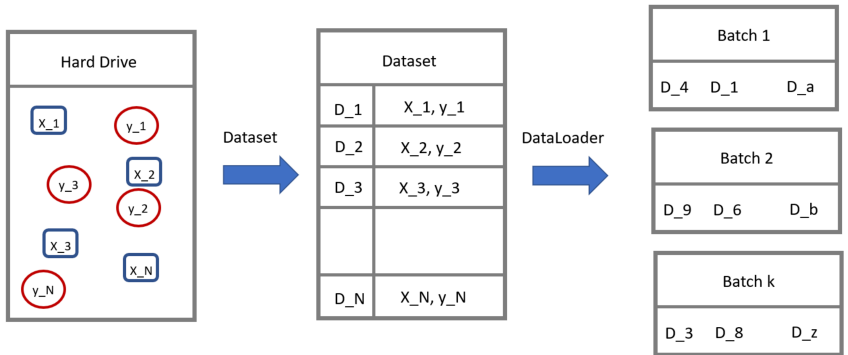 Hard Drive
X_1
y_1
X_2
y_3
y_2
X_3
X_N
y_N
Dataset
Dataset
D_1 X_1, y_1
D_2 X_2, y_2
D_3 X_3, y_3
D_N X_N, y_N
DataLoader
Batch 1
D_4 D_1 D_a
Batch 2
D_9 D_6 D_b
Batch k
D_3 D_8 D_z